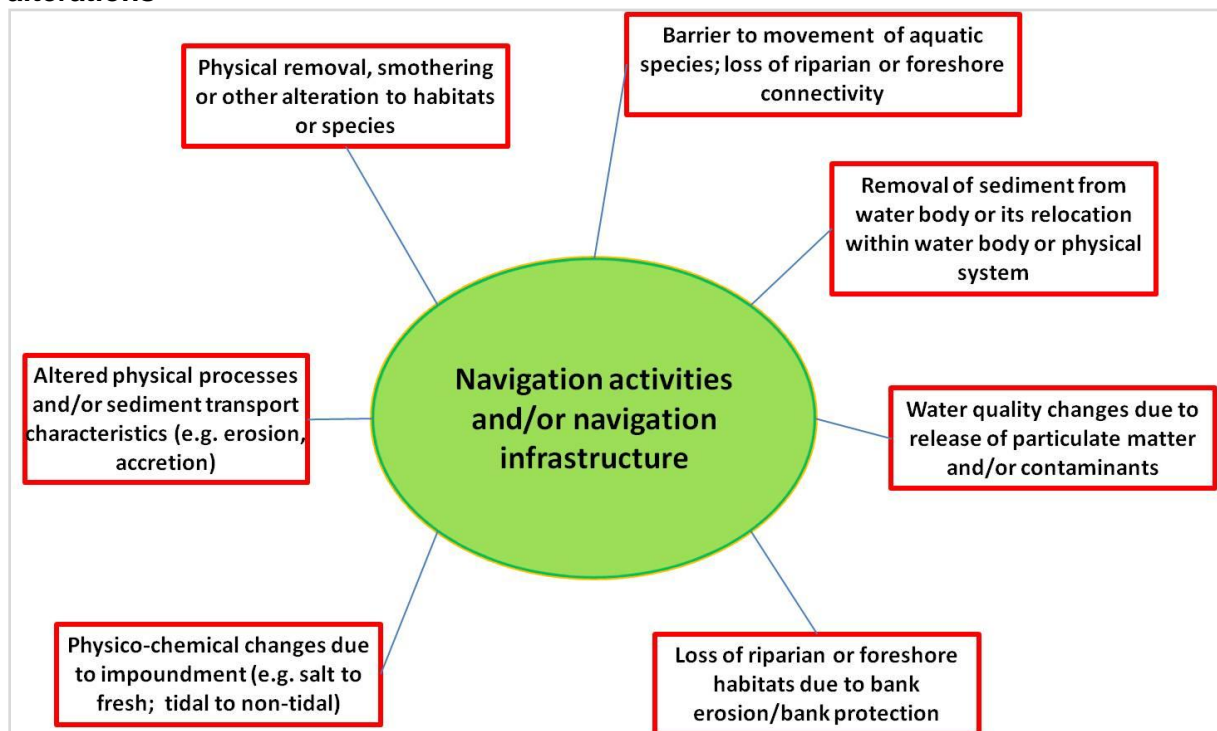 alterations
Physical removal, smothering
or other alteration to habitats
or species
Barrier to movement of aquatic
species; loss of riparian or foreshore
connectivity
Removal of sediment from
water body or its relocation
within water body or physical
system
Altered physical processes
and/or sediment transport
characteristics (e.g. erosion,
accretion)
Navigation activities
and/or navigation
infrastructure
Water quality changes due to
release of particulate matter
and/or contaminants
Physico-chemical changes due
to impoundment (e.g. salt to
fresh; tidal to non-tidal)
Loss of riparian or foreshore
habitats due to bank
erosion/bank protection